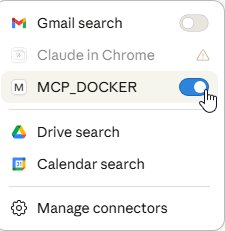 Gmail search
Claude in Chrome
M MCP_DOCKER
Drive search
Calendar search
Manage connectors